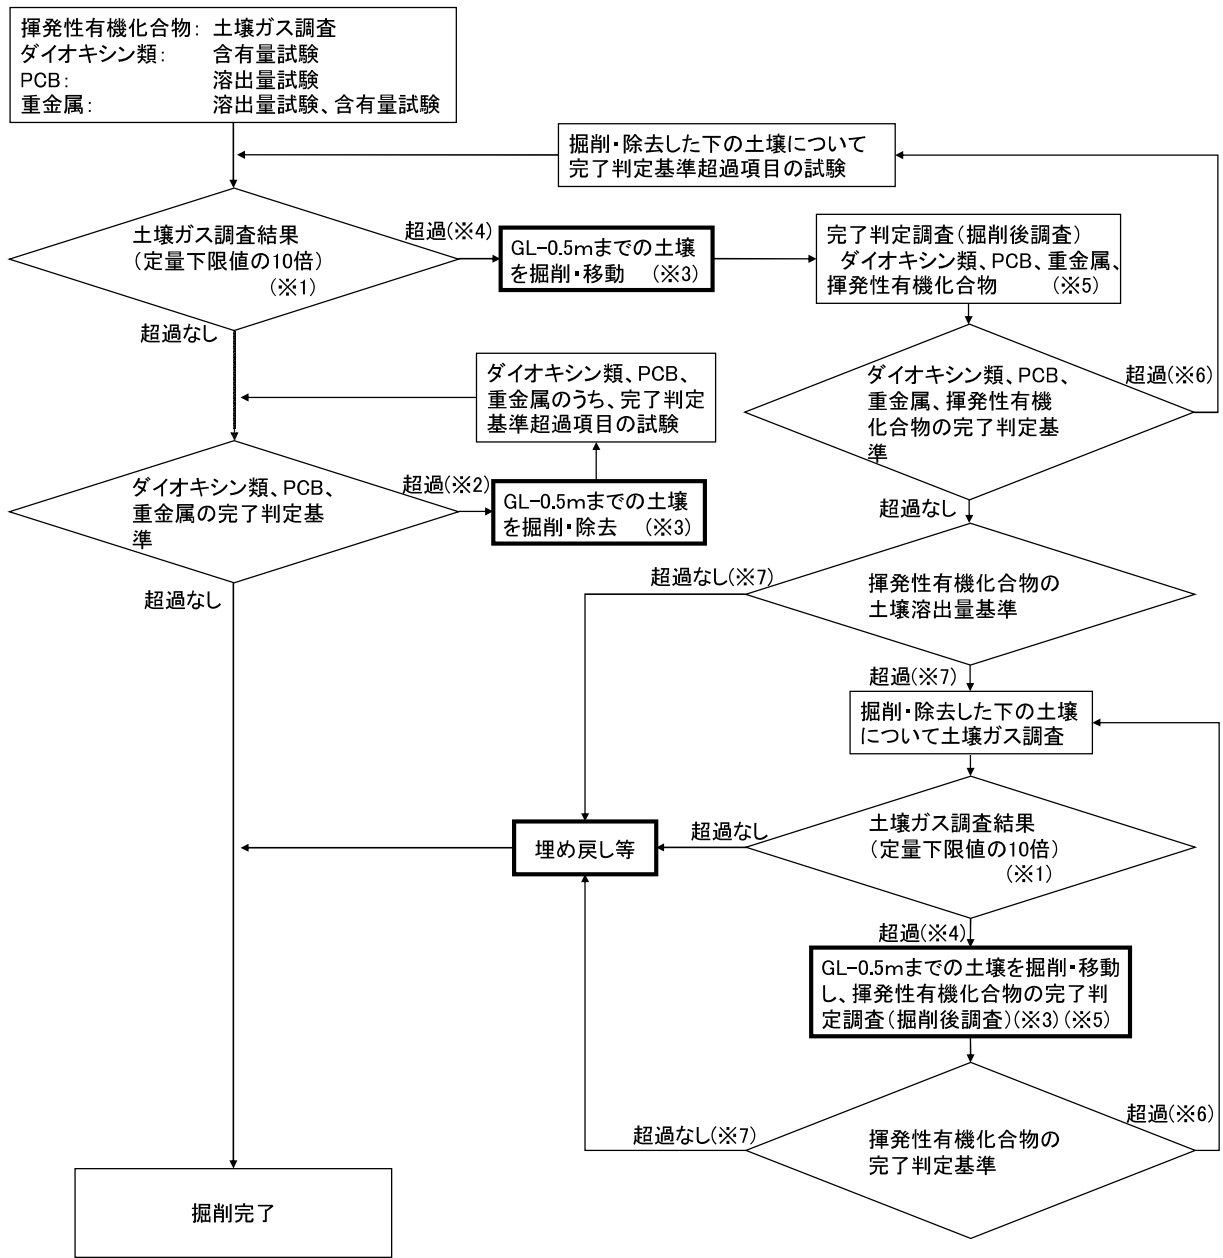 揮発性有機化合物： 土壌ガス調査
ダイオキシン類： 含有量試験
PCB： 溶出量試験
重金属： 溶出量試験、含有量試験
掘削・除去した下の土壌について
完了判定基準超過項目の試験
土壌ガス調査結果
（定量下限値の10倍）
（※1）
超過(※4)
GL-0.5mまでの土壌
を掘削・移動 （※3）
完了判定調査（掘削後調査）
ダイオキシン類、PCB、重金属、
揮発性有機化合物 （※5）
超過なし
ダイオキシン類、PCB、
重金属のうち、完了判定
基準超過項目の試験
ダイオキシン類、PCB、
重金属、揮発性有機
化合物の完了判定基
準
超過(※6)
ダイオキシン類、PCB、
重金属の完了判定基
準
超過(※2)
GL-0.5mまでの土壌
を掘削・除去 （※3）
超過なし
超過なし
超過なし(※7)
揮発性有機化合物の
土壌溶出量基準
超過(※7)
掘削・除去した下の土壌
について土壌ガス調査
埋め戻し等
超過なし
土壌ガス調査結果
（定量下限値の10倍）
（※1）
超過(※4)
GL-0.5mまでの土壌を掘削・移動
し、揮発性有機化合物の完了判
定調査（掘削後調査）（※3）（※5）
超過なし(※7)
揮発性有機化合物の
完了判定基準
超過(※6)
掘削完了